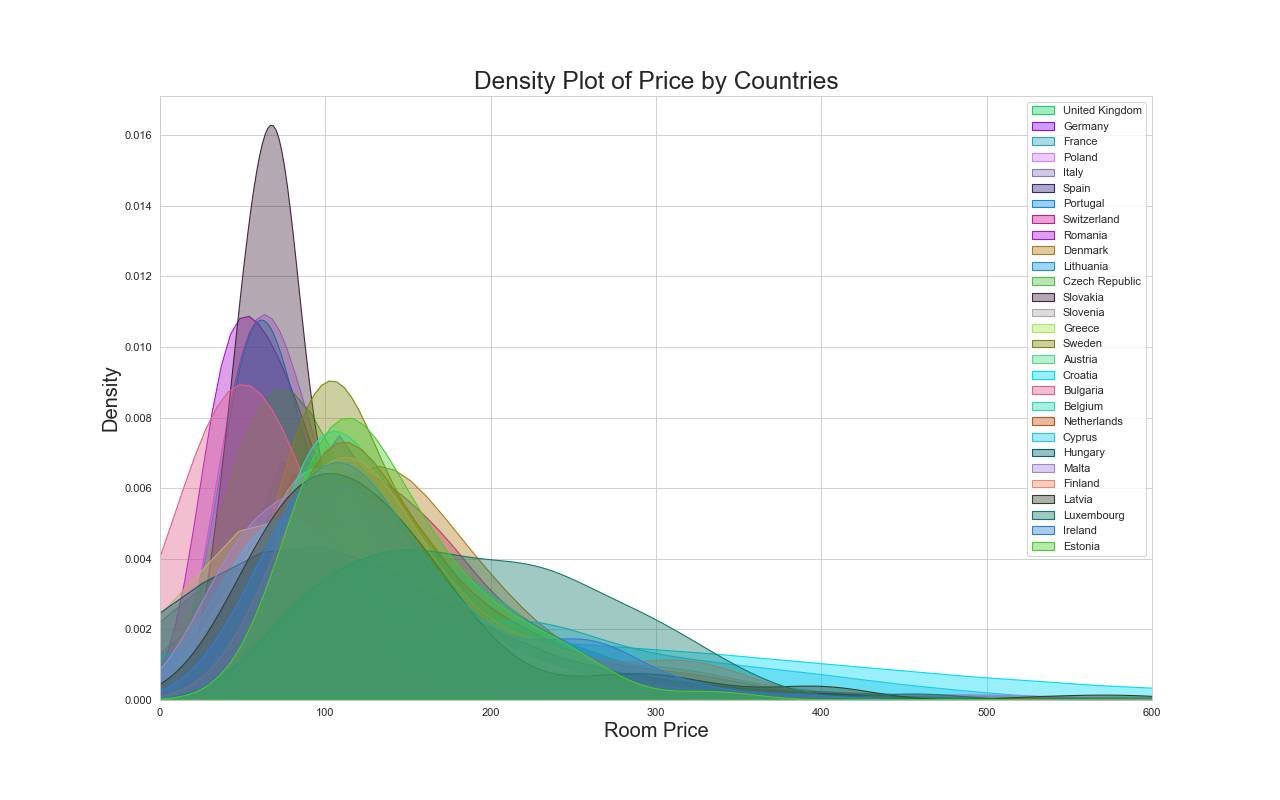 Density Plot of Price by Countries
United Kingdom
Germany
France
Poland
Italy
Spain
Portugal
Switzerland
Romania
Denmark
Lithuania
Czech Republic
Slovakia
Slovenia
Greece
Sweden
Austria
Croatia
Bulgaria
Belgium
Netherlands
Cyprus
Hungary
Malta
Finland
Latvia
Luxembourg
Ireland
Estonia
0.016
0.014
0.012
0.010
0.008
0.006
0.004
0.002
0.000
Density
0 100 200 300 400 500 600
Room Price